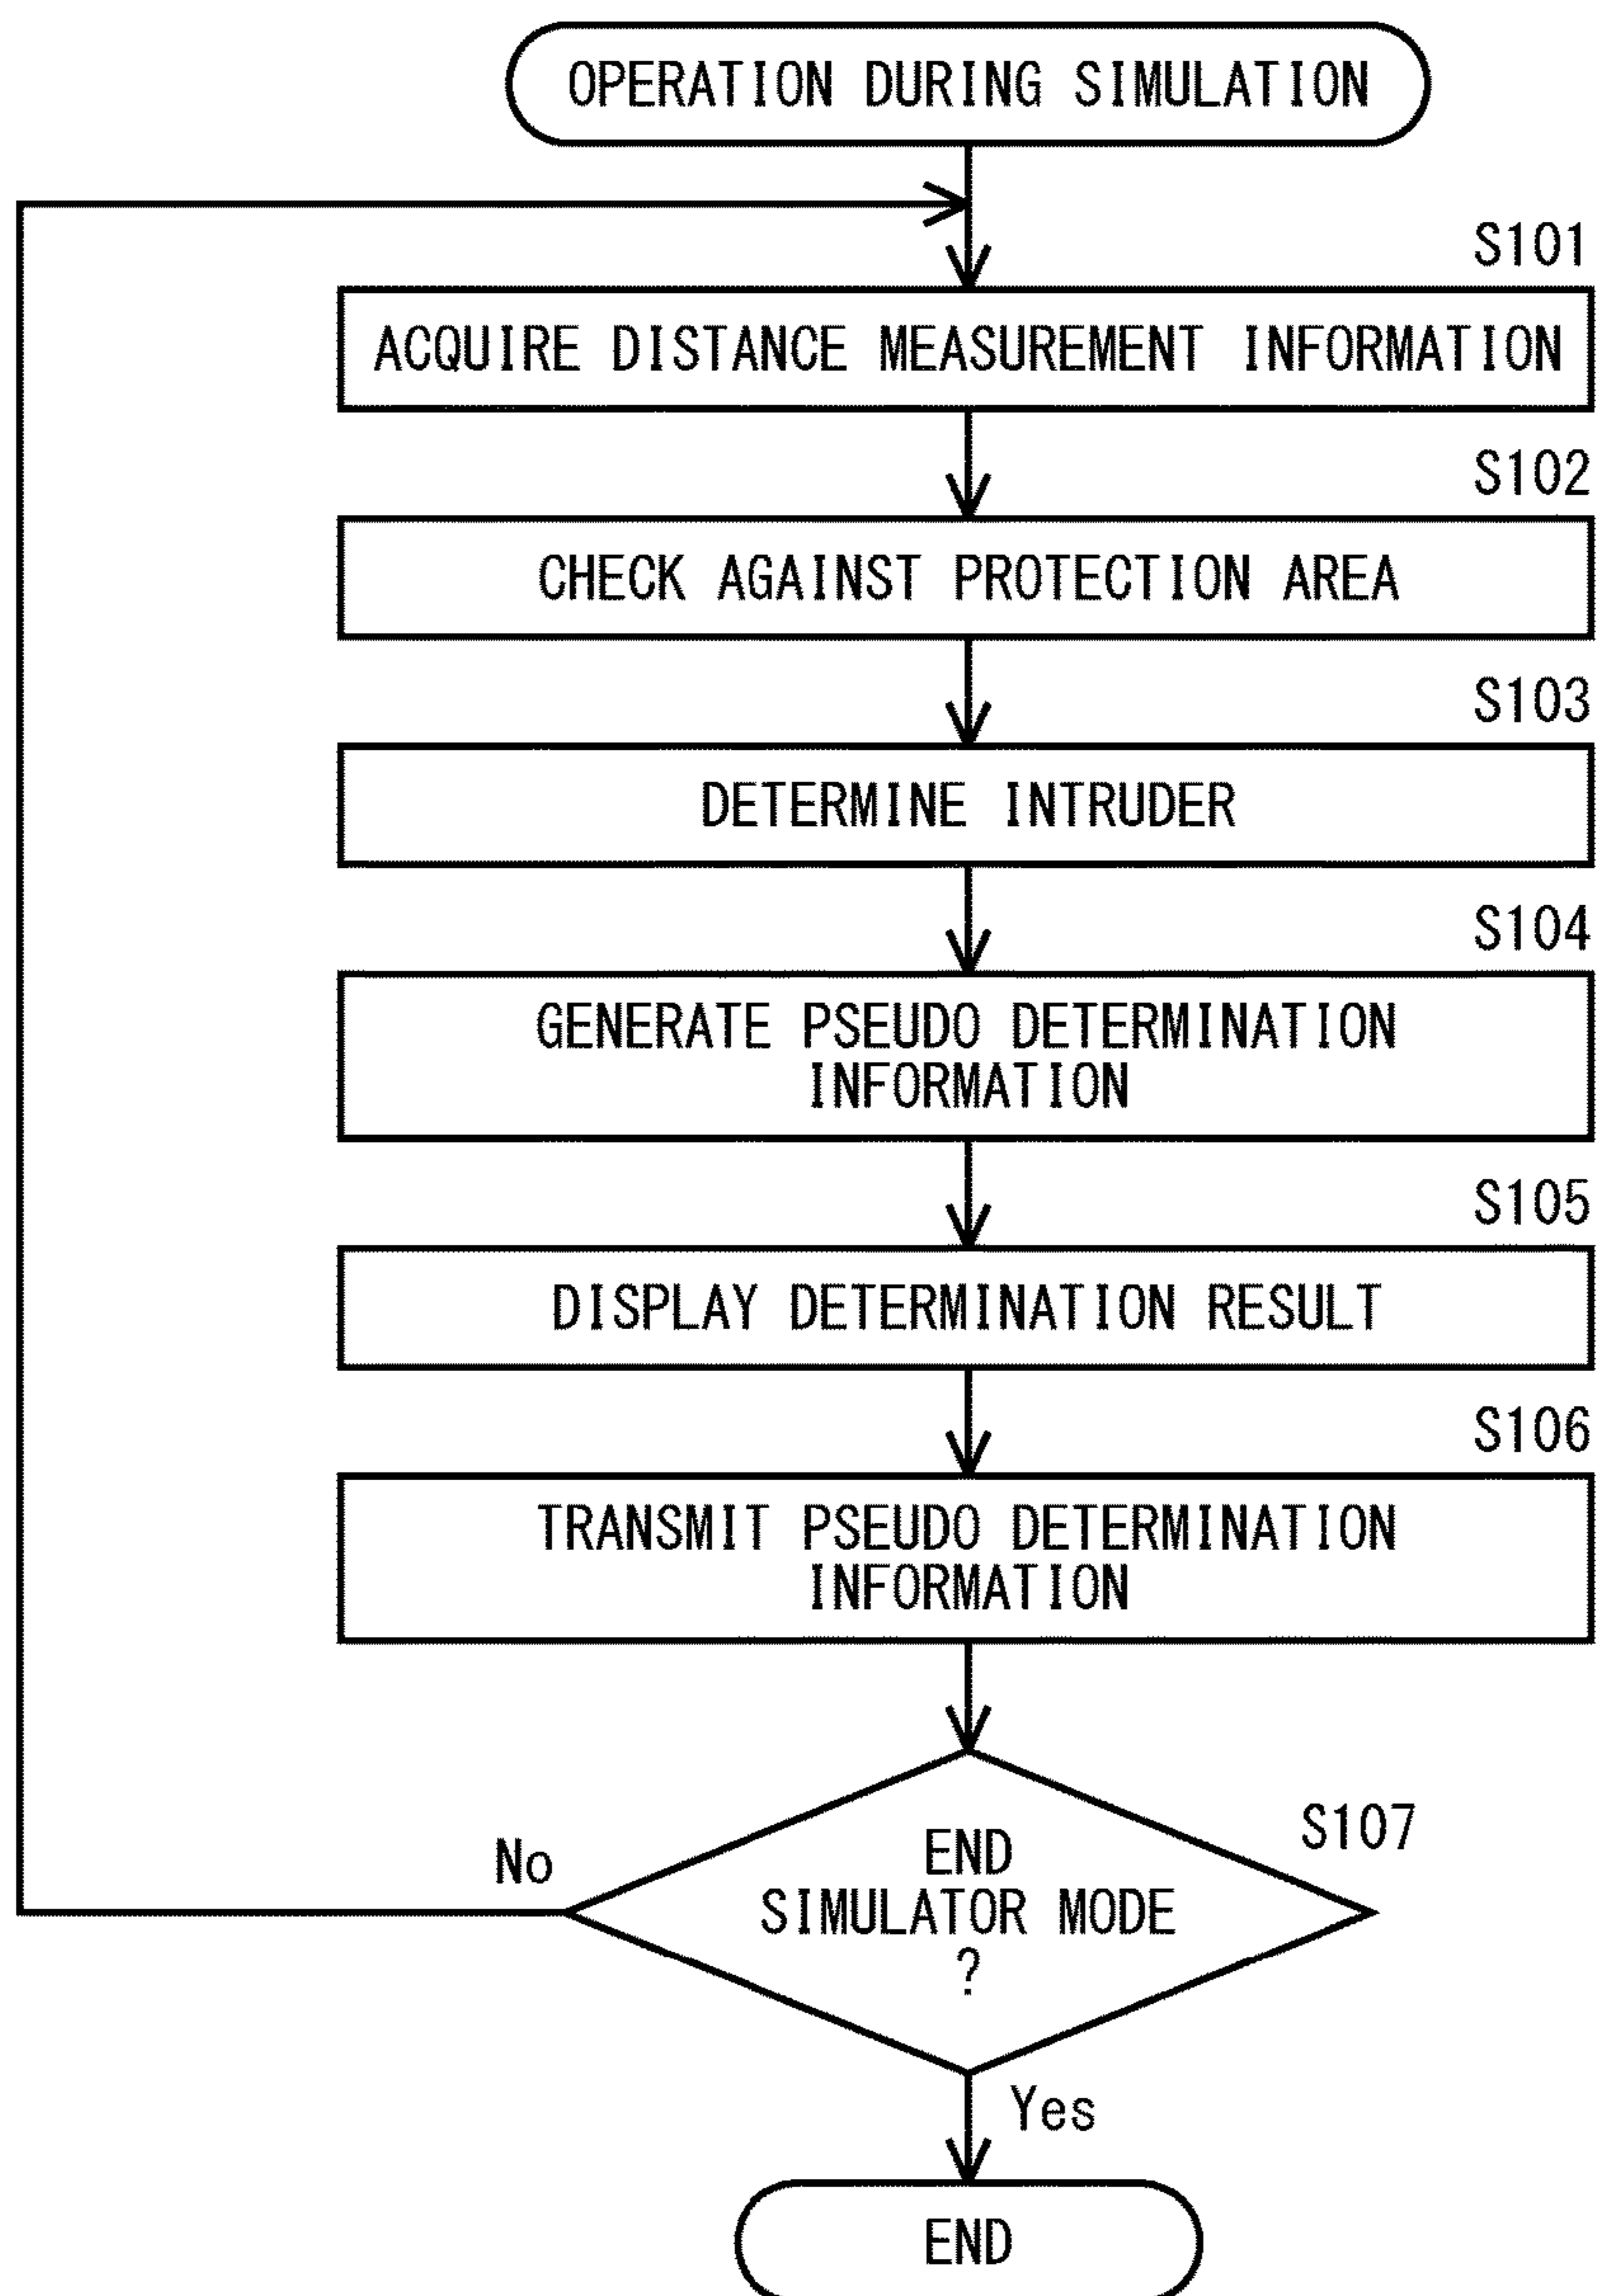 OPERATION DURING SIMULATION
S101
ACQUIRE DISTANCE MEASUREMENT INFORMATION
S102
CHECK AGAINST PROTECTION AREA
S103
DETERMINE INTRUDER
S104
GENERATE PSEUDO DETERMINATION
INFORMATION
S105
DISPLAY DETERMINATION RESULT
S106
TRANSMIT PSEUDO DETERMINATION
INFORMATION
S107
END
SIMULATOR MODE
?
No
Yes
END